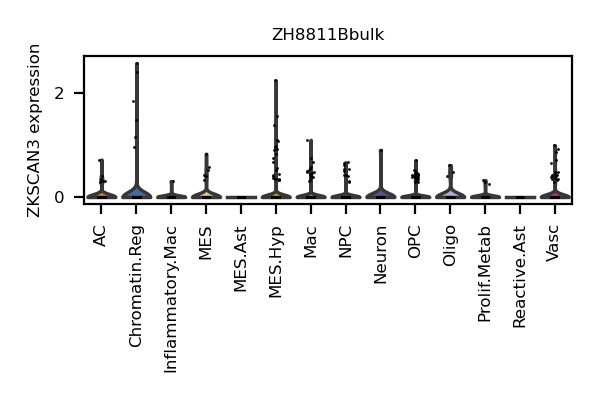 ZH8811Bbulk
ZKSCAN3 expression
2
0
AC
Chromatin.Reg
Inflammatory.Mac
MES
MES.Ast
MES.Hyp
Mac
NPC
Neuron
OPC
Oligo
Prolif.Metab
Reactive.Ast
Vasc